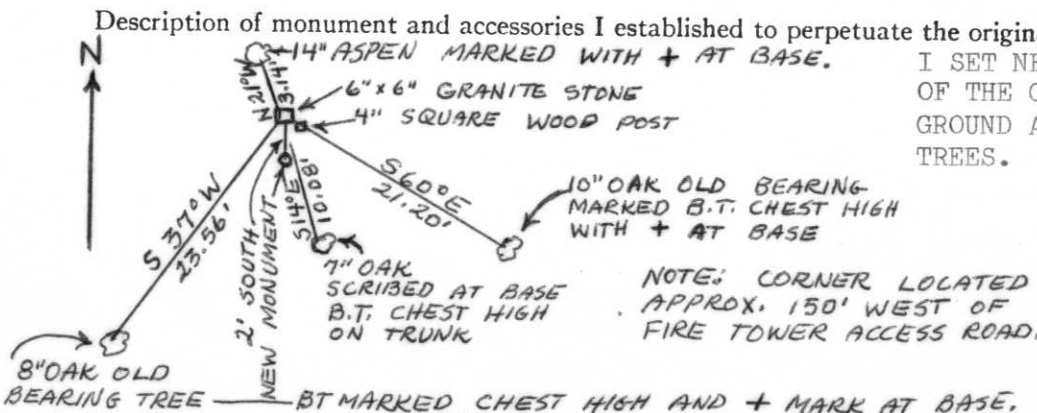 Description of monument and accessories I established to perpetuate the origin
N
14" ASPEN MARKED WITH + AT BASE.
I SET NE
OF THE C
GROUND A
TREES.
N21°W
3.14'
6" x 6" GRANITE STONE
4" SQUARE WOOD POST
S 60° E
21.20'
10" OAK OLD BEARING
MARKED B.T. CHEST HIGH
WITH + AT BASE
S 37° W
23.56'
2' SOUTH.
NEW MONUMENT
S14°E
10.08'
7" OAK
SCRIBED AT BASE
B.T. CHEST HIGH
ON TRUNK
NOTE: CORNER LOCATED
APPROX. 150' WEST OF
FIRE TOWER ACCESS ROAD.
8" OAK OLD
BEARING TREE — BT MARKED CHEST HIGH AND + MARK AT BASE.